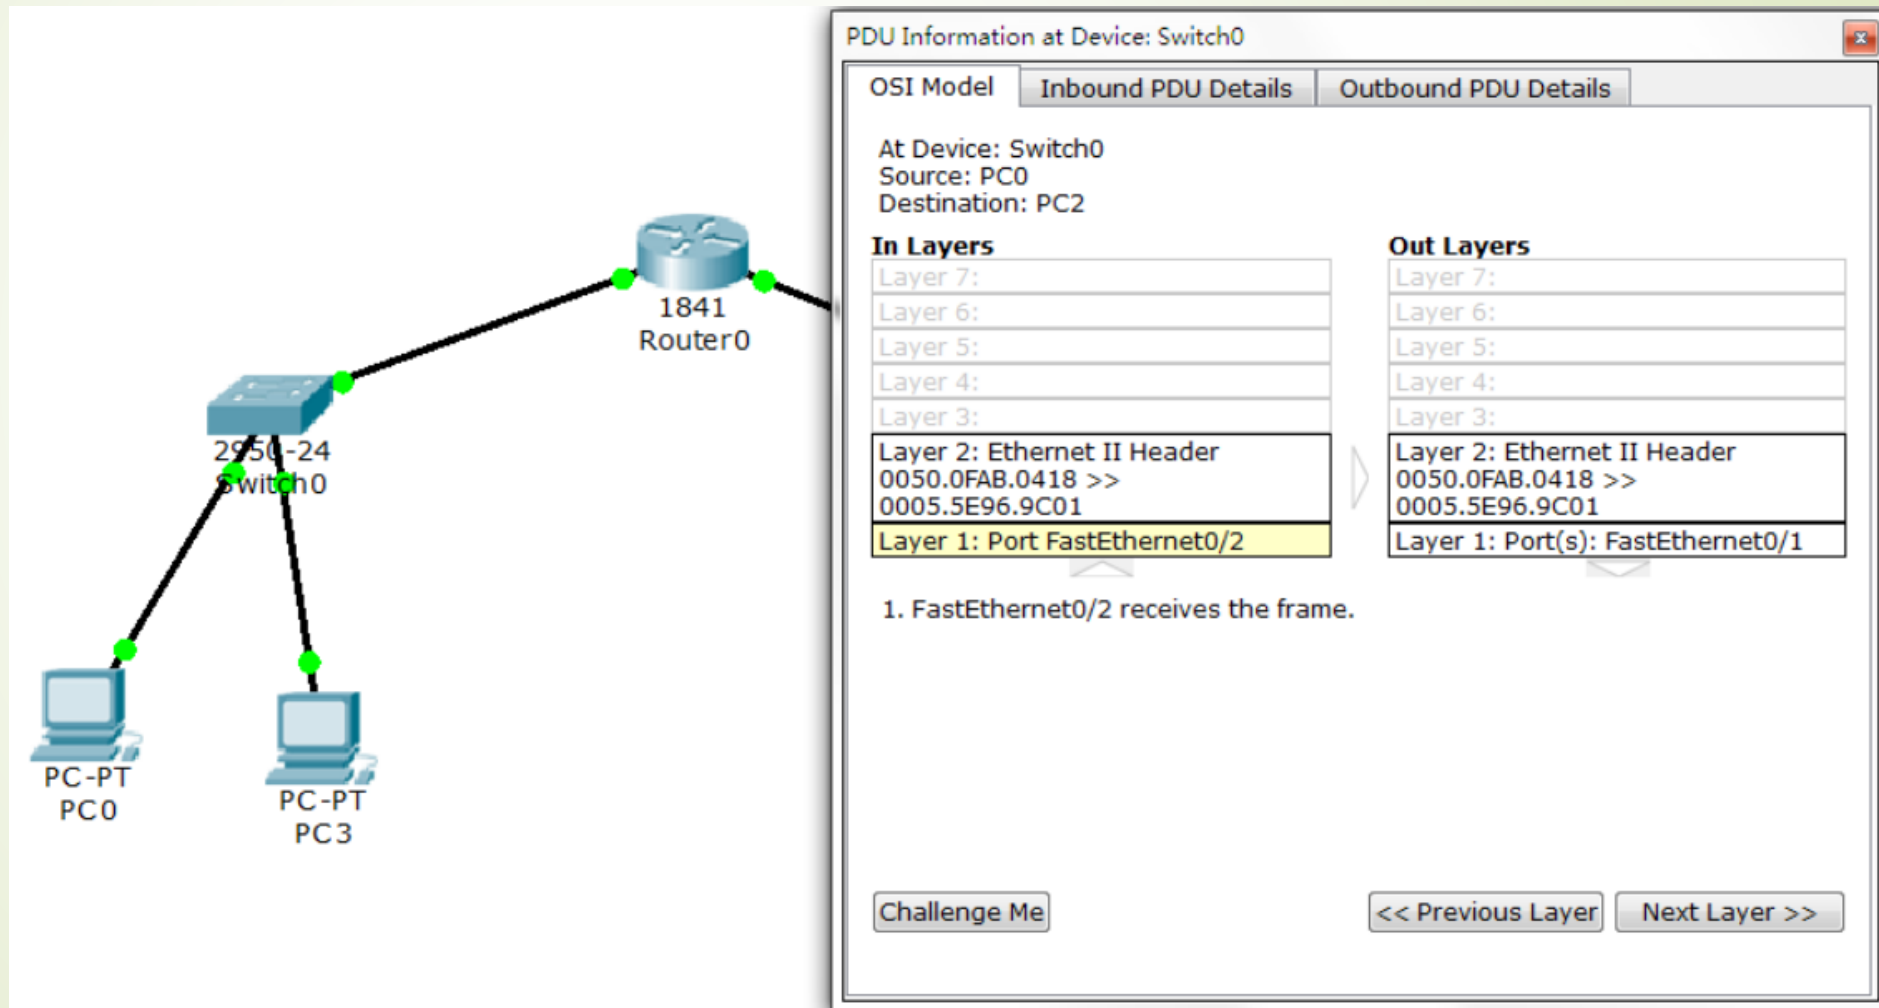 1841
Router0
2950-24
Switch0
PC-PT
PC0
PC-PT
PC3
PDU Information at Device: Switch0
OSI Model
Inbound PDU Details
Outbound PDU Details
At Device: Switch0
Source: PC0
Destination: PC2
In Layers
Layer 7:
Layer 6:
Layer 5:
Layer 4:
Layer 3:
Layer 2: Ethernet II Header
0050.0FAB.0418 >>
0005.5E96.9C01
Layer 1: Port FastEthernet0/2
Out Layers
Layer 7:
Layer 6:
Layer 5:
Layer 4:
Layer 3:
Layer 2: Ethernet II Header
0050.0FAB.0418 >>
0005.5E96.9C01
Layer 1: Port(s): FastEthernet0/1
1. FastEthernet0/2 receives the frame.
Challenge Me
<< Previous Layer
Next Layer >>